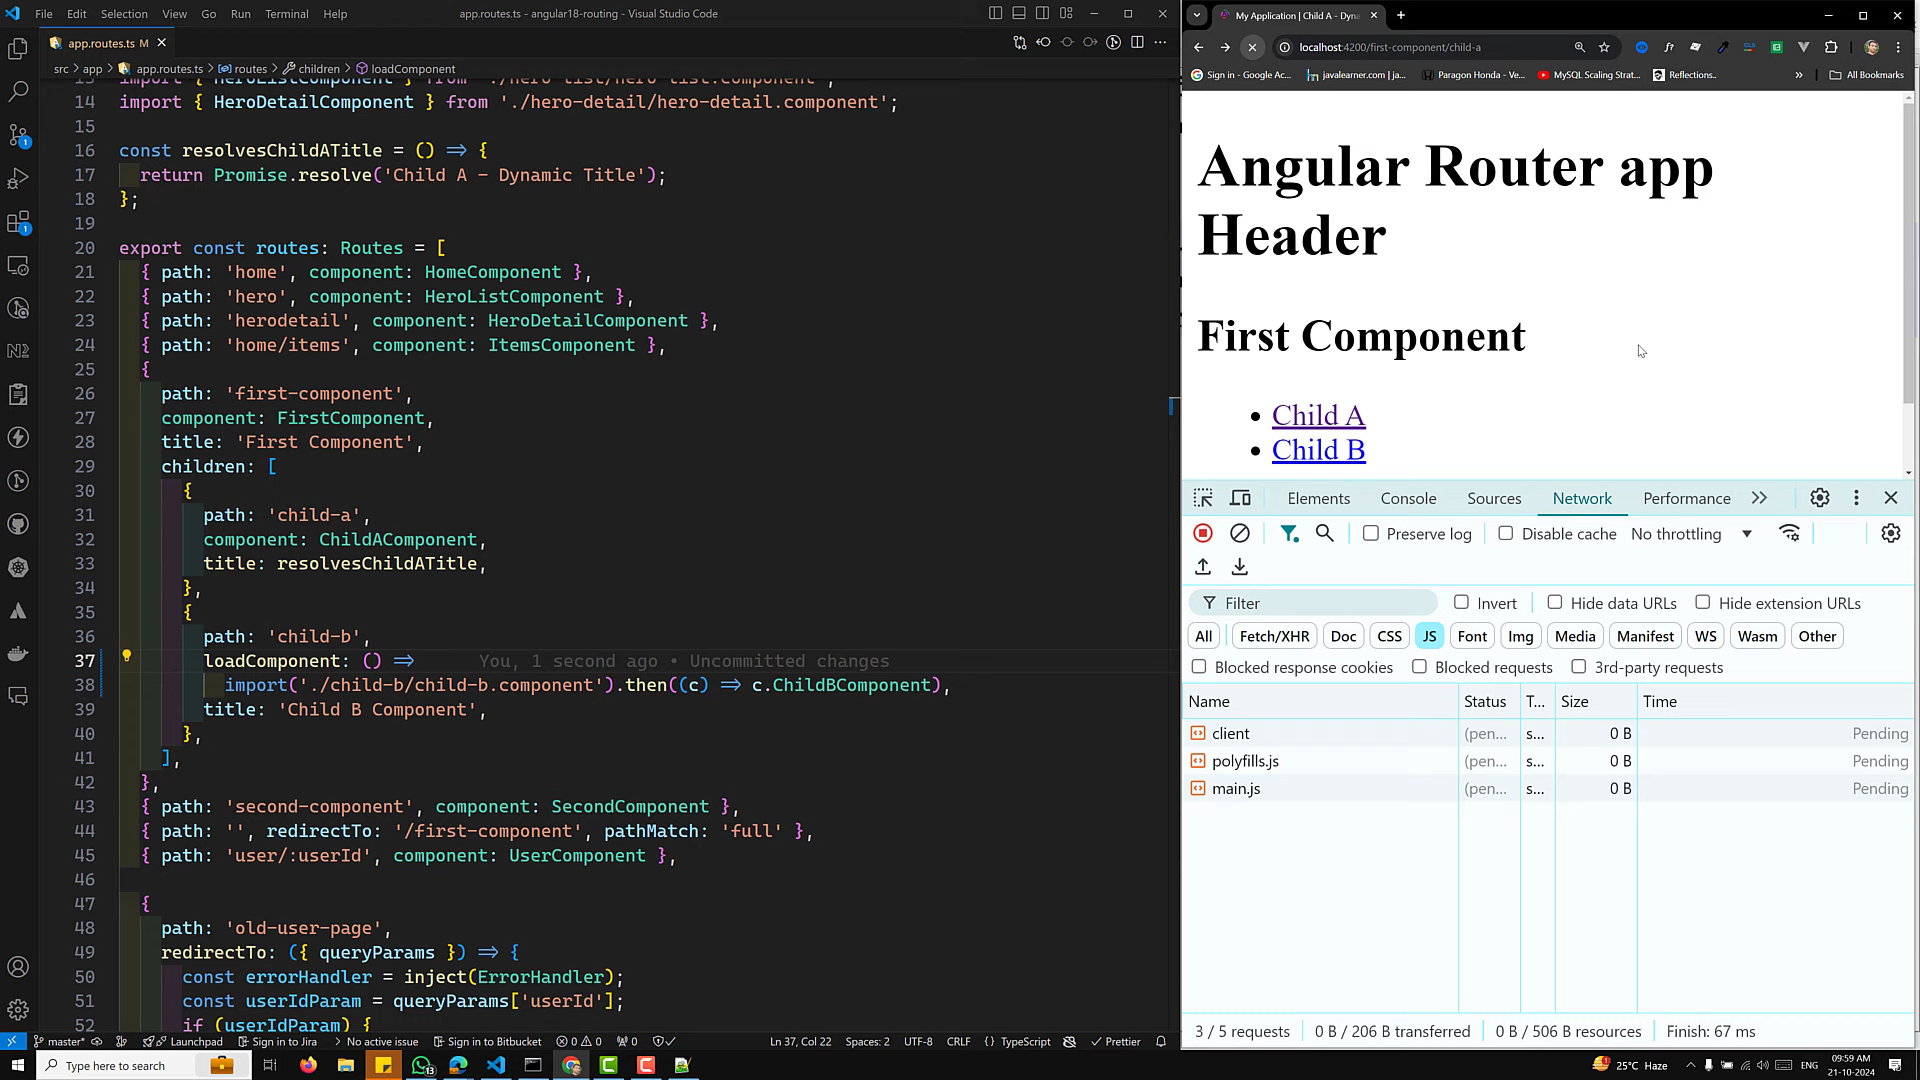 File Edit Selection View Go Run Terminal Help
app.routes.ts - angular18-routing - Visual Studio Code
app.routes.ts M
src > app > app.routes.ts > routes > children > loadComponent
14 import { HeroDetailComponent } from './hero-detail/hero-detail.component';
15
16 const resolvesChildATitle = () => {
17 return Promise.resolve('Child A - Dynamic Title');
18 };
19
20 export const routes: Routes = [
21 { path: 'home', component: HomeComponent },
22 { path: 'hero', component: HeroListComponent },
23 { path: 'herodetail', component: HeroDetailComponent },
24 { path: 'home/items', component: ItemsComponent },
25 {
26 path: 'first-component',
27 component: FirstComponent,
28 title: 'First Component',
29 children: [
30 {
31 path: 'child-a',
32 component: ChildAComponent,
33 title: resolvesChildATitle,
34 },
35 {
36 path: 'child-b',
37 loadComponent: () => You, 1 second ago • Uncommitted changes
38 import('./child-b/child-b.component').then((c) => c.ChildBComponent),
39 title: 'Child B Component',
40 },
41 ],
42 },
43 { path: 'second-component', component: SecondComponent },
44 { path: '', redirectTo: '/first-component', pathMatch: 'full' },
45 { path: 'user/:userId', component: UserComponent },
46
47 {
48 path: 'old-user-page',
49 redirectTo: ({ queryParams }) => {
50 const errorHandler = inject(ErrorHandler);
51 const userIdParam = queryParams['userId'];
52 if (userIdParam) {
master* Launchpad Sign in to Jira No active issue Sign in to Bitbucket 0 0 0 Ln 37, Col 22 Spaces: 2 UTF-8 CRLF {} TypeScript Prettier
My Application | Child A - Dyna
localhost:4200/first-component/child-a
Sign in - Google Ac... javalearner.com | ja... Paragon Honda - Ve... MySQL Scaling Strat... Reflections.. » All Bookmarks
Angular Router app
Header
First Component
• Child A
• Child B
Elements Console Sources Network Performance
Preserve log Disable cache No throttling
Filter Invert Hide data URLs Hide extension URLs
All Fetch/XHR Doc CSS JS Font Img Media Manifest WS Wasm Other
Blocked response cookies Blocked requests 3rd-party requests
Name Status T... Size Time
client (pen... s... 0 B Pending
polyfills.js (pen... s... 0 B Pending
main.js (pen... s... 0 B Pending
3 / 5 requests 0 B / 206 B transferred 0 B / 506 B resources Finish: 67 ms
Type here to search
13
25°C Haze
ENG
09:59 AM
21-10-2024